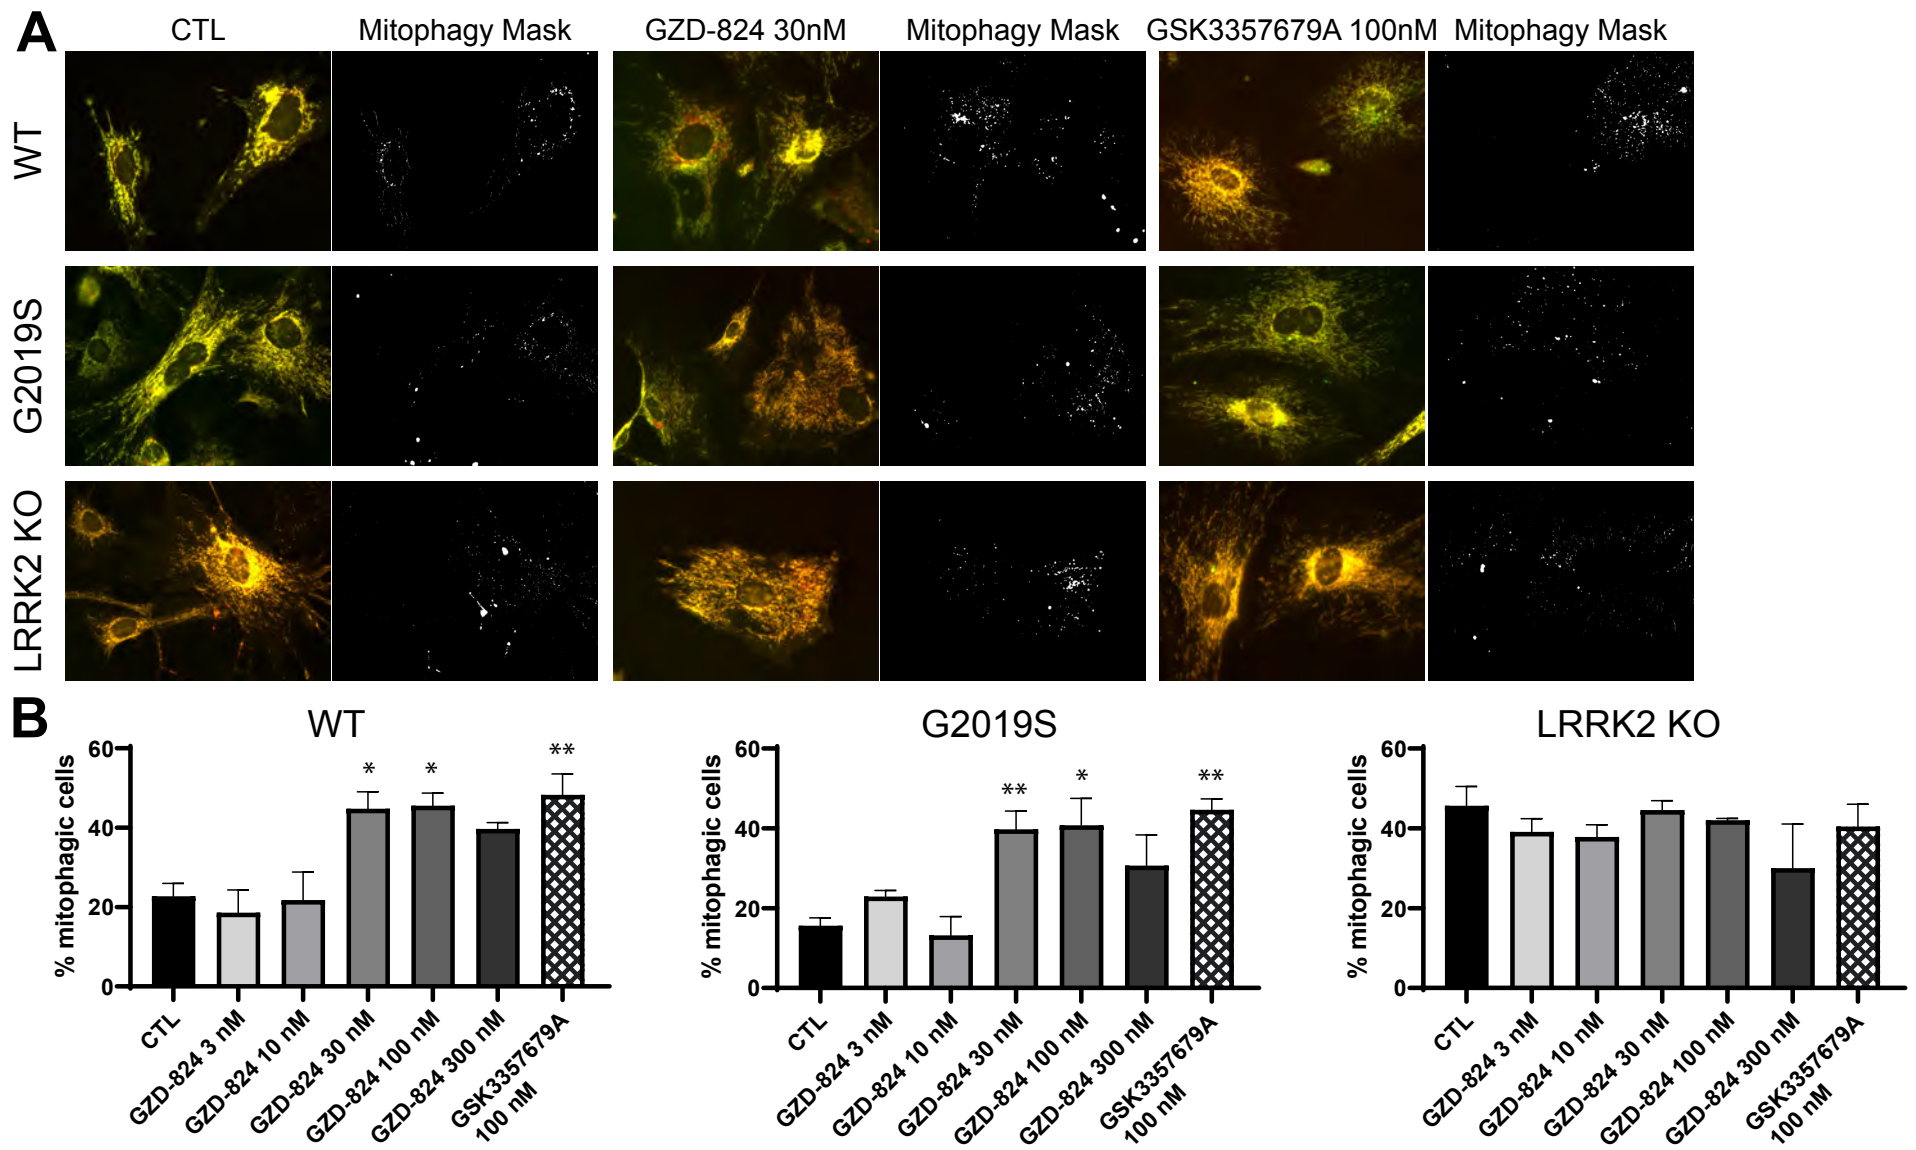 A
CTL Mitophagy Mask GZD-824 30nM Mitophagy Mask GSK3357679A 100nM Mitophagy Mask
WT
G2019S
LRRK2 KO
B
WT
% mitophagic cells
60
40
20
0
* * **
CTL
GZD-824 3 nM
GZD-824 10 nM
GZD-824 30 nM
GZD-824 100 nM
GZD-824 300 nM
GSK3357679A
100 nM
G2019S
% mitophagic cells
60
40
20
0
** * **
CTL
GZD-824 3 nM
GZD-824 10 nM
GZD-824 30 nM
GZD-824 100 nM
GZD-824 300 nM
GSK3357679A
100 nM
LRRK2 KO
% mitophagic cells
60
40
20
0
CTL
GZD-824 3 nM
GZD-824 10 nM
GZD-824 30 nM
GZD-824 100 nM
GZD-824 300 nM
GSK3357679A
100 nM